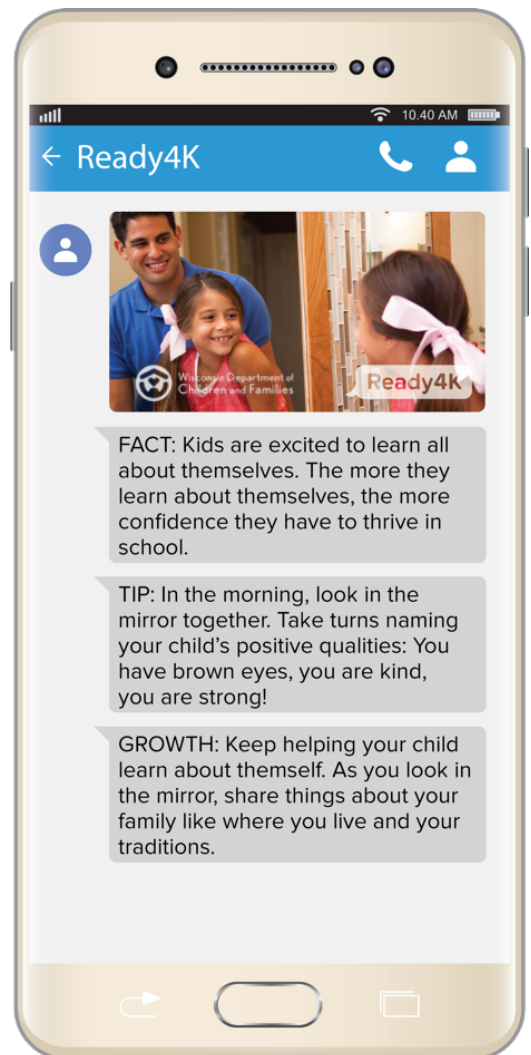 10.40 AM
Ready4K
Wisconsin Department of
Children and Families
Ready4K
FACT: Kids are excited to learn all
about themselves. The more they
learn about themselves, the more
confidence they have to thrive in
school.
TIP: In the morning, look in the
mirror together. Take turns naming
your child's positive qualities: You
have brown eyes, you are kind,
you are strong!
GROWTH: Keep helping your child
learn about themself. As you look in
the mirror, share things about your
family like where you live and your
traditions.